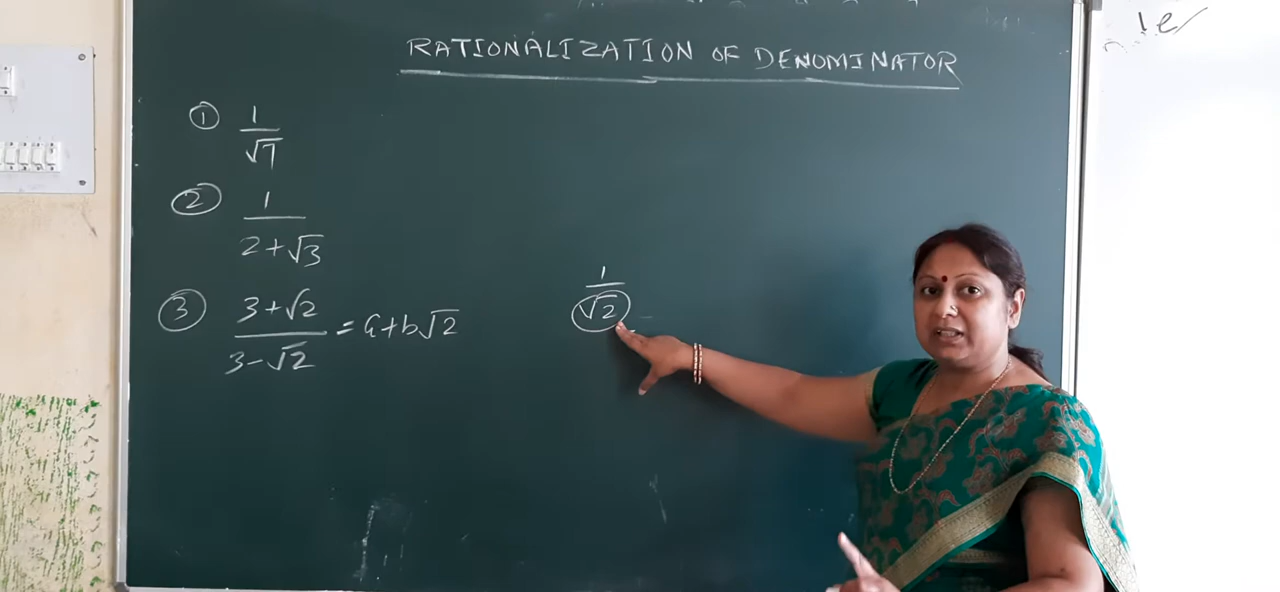 RATIONALIZATION OF DENOMINATOR
① 1/√7
② 1/(2+√3)
③ (3+√2)/(3-√2) = a+b√2
1/√2